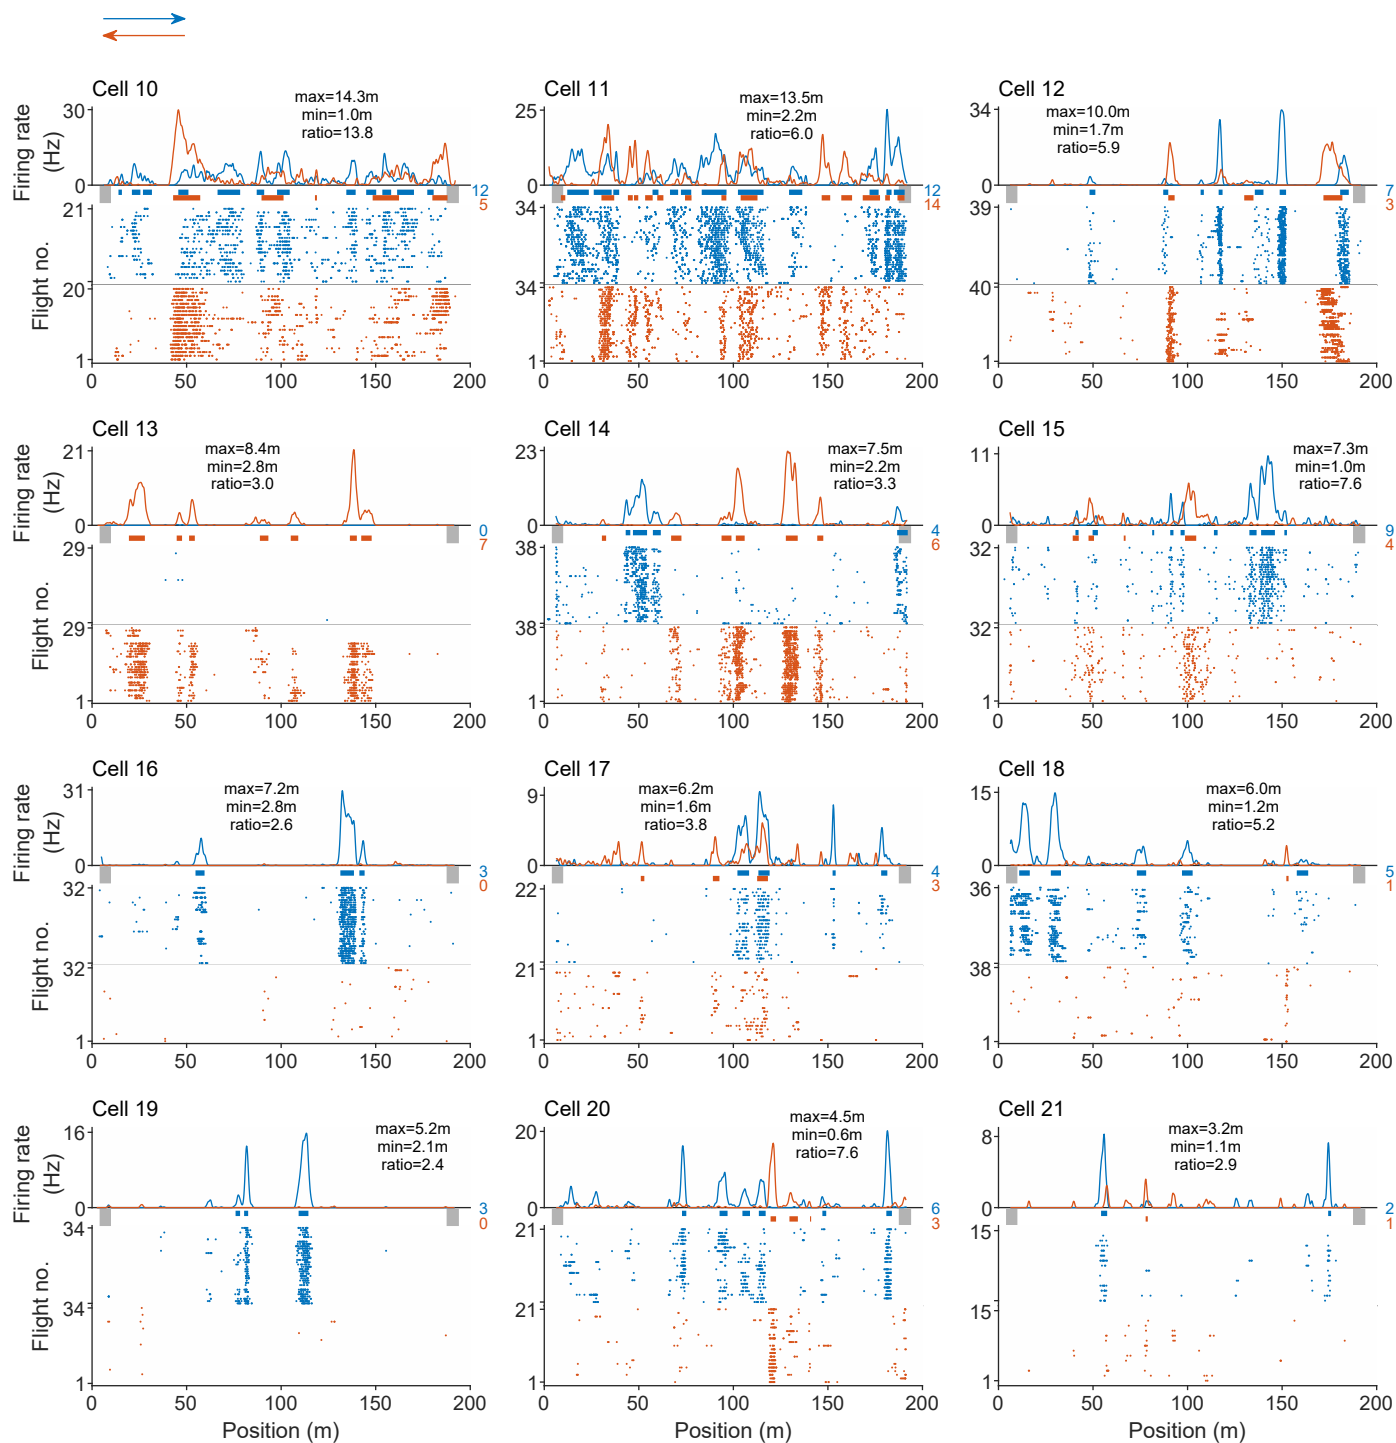 Cell 10
max=14.3m
min=1.0m
ratio=13.8
Firing rate
(Hz)
30
0
12
5
Flight no.
21
20
1
0 50 100 150 200
Cell 11
max=13.5m
min=2.2m
ratio=6.0
25
0
12
14
34
34
1
0 50 100 150 200
Cell 12
max=10.0m
min=1.7m
ratio=5.9
34
0
7
3
39
40
1
0 50 100 150 200
Cell 13
max=8.4m
min=2.8m
ratio=3.0
Firing rate
(Hz)
21
0
0
7
Flight no.
29
29
1
0 50 100 150 200
Cell 14
max=7.5m
min=2.2m
ratio=3.3
23
0
4
6
38
38
1
0 50 100 150 200
Cell 15
max=7.3m
min=1.0m
ratio=7.6
11
0
9
4
32
32
1
0 50 100 150 200
Cell 16
max=7.2m
min=2.8m
ratio=2.6
Firing rate
(Hz)
31
0
3
0
Flight no.
32
32
1
0 50 100 150 200
Cell 17
max=6.2m
min=1.6m
ratio=3.8
9
0
4
3
22
21
1
0 50 100 150 200
Cell 18
max=6.0m
min=1.2m
ratio=5.2
15
0
5
1
36
38
1
0 50 100 150 200
Cell 19
max=5.2m
min=2.1m
ratio=2.4
Firing rate
(Hz)
16
0
3
0
Flight no.
34
34
1
0 50 100 150 200
Position (m)
Cell 20
max=4.5m
min=0.6m
ratio=7.6
20
0
6
3
21
21
1
0 50 100 150 200
Position (m)
Cell 21
max=3.2m
min=1.1m
ratio=2.9
8
0
2
1
15
15
1
0 50 100 150 200
Position (m)